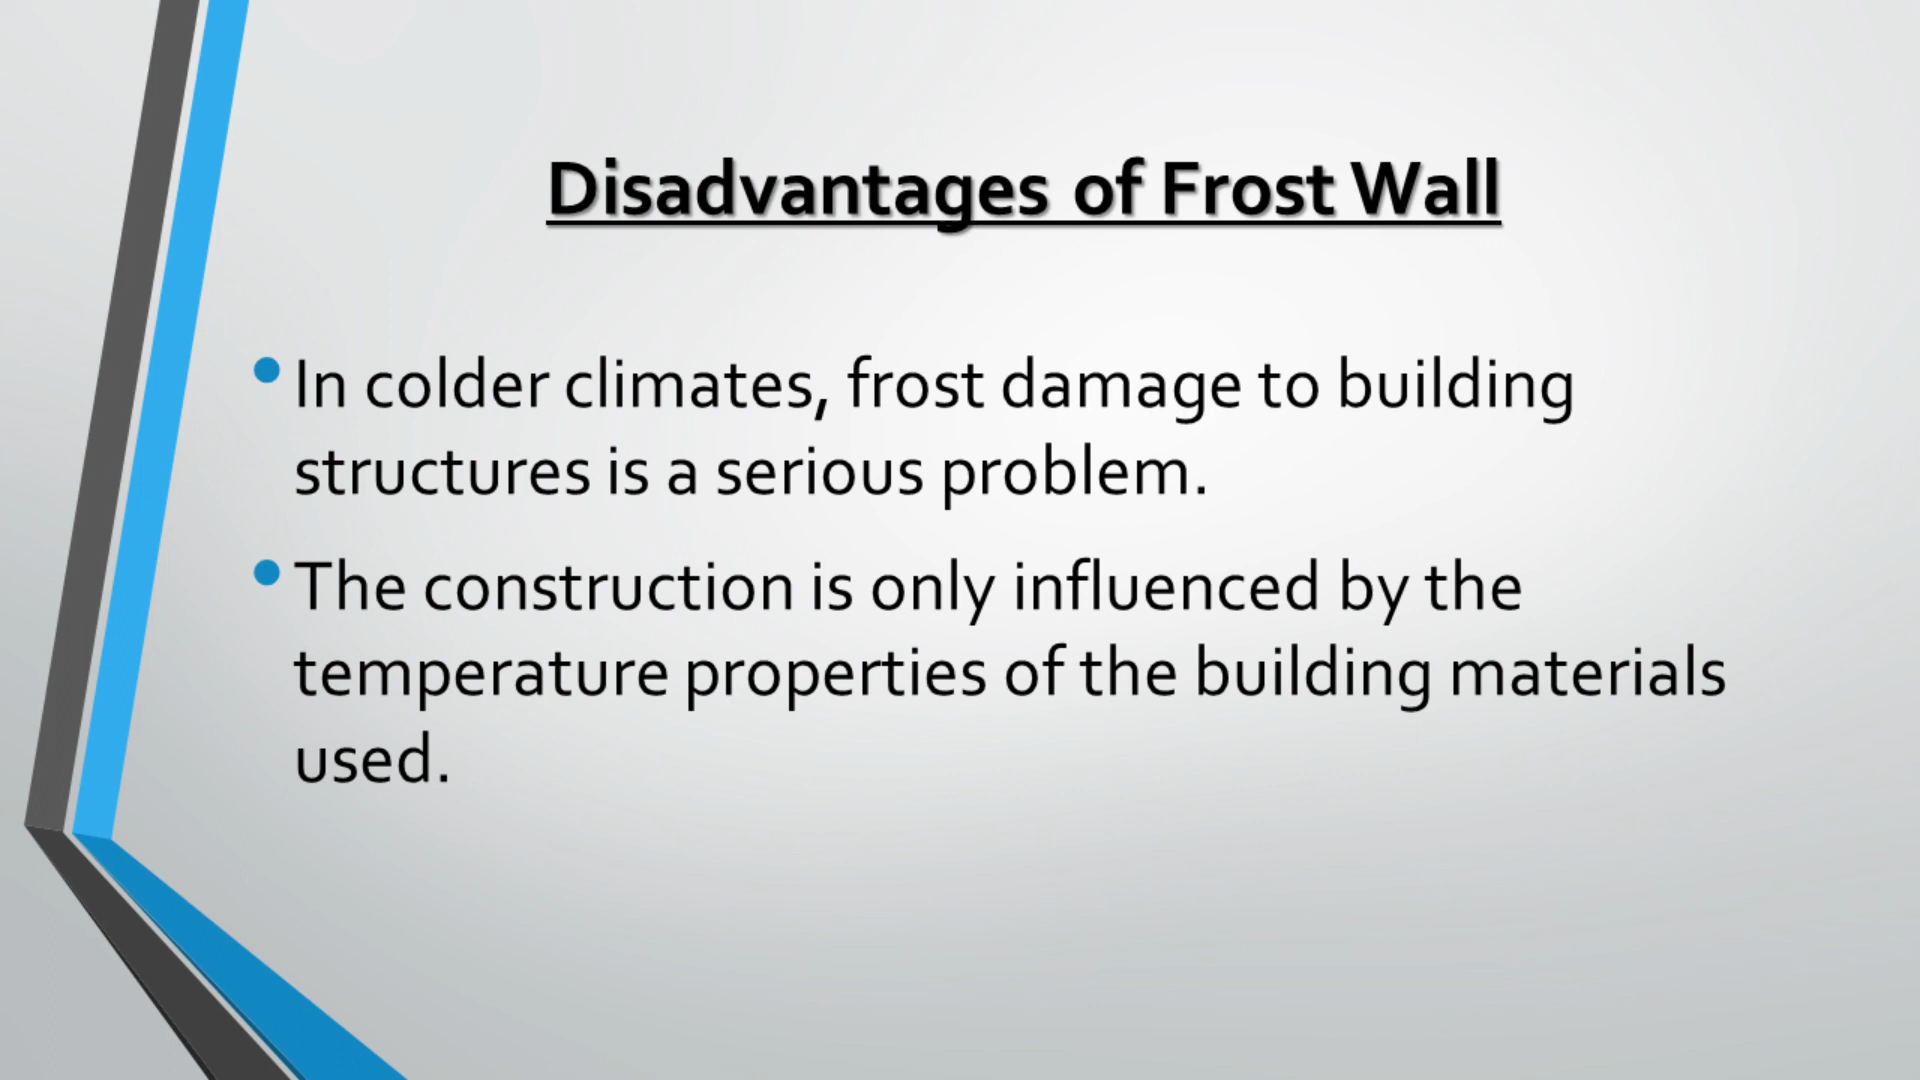 Disadvantages of Frost Wall
• In colder climates, frost damage to building
structures is a serious problem.
• The construction is only influenced by the
temperature properties of the building materials
used.